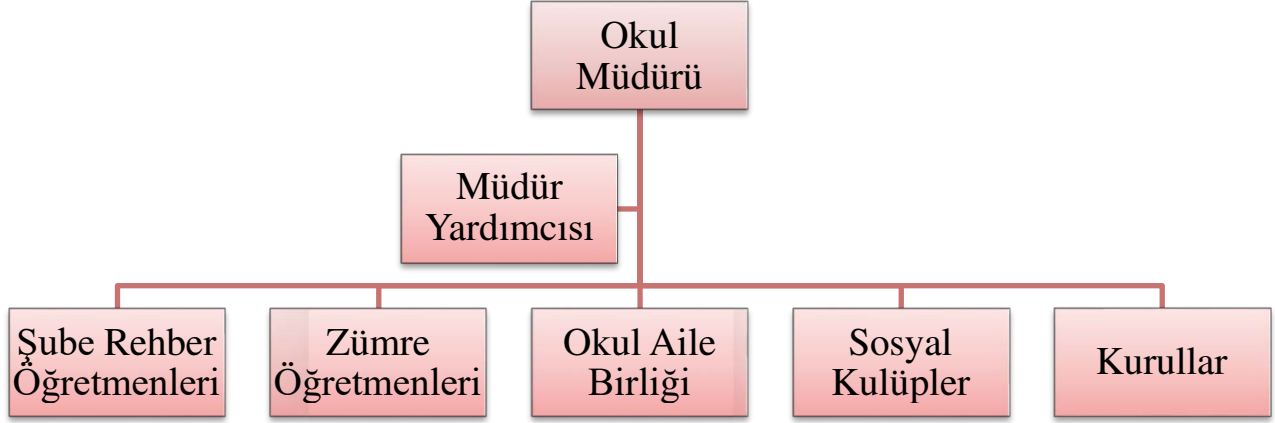 Okul
Müdürü
Müdür
Yardımcısı
Şube Rehber
Öğretmenleri
Zümre
Öğretmenleri
Okul Aile
Birliği
Sosyal
Kulüpler
Kurullar